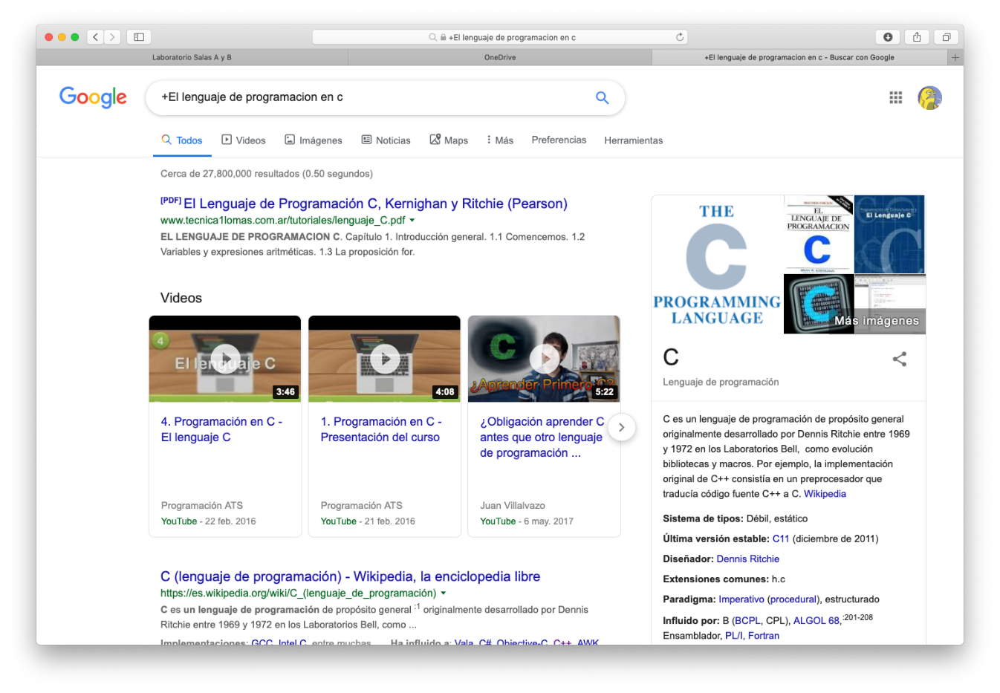 +El lenguaje de programacion en c
Laboratorio Salas A y B
OneDrive
+El lenguaje de programacion en c - Buscar con Google
Google
+El lenguaje de programacion en c
Todos
Videos
Imágenes
Noticias
Maps
Más
Preferencias
Herramientas
Cerca de 27,800,000 resultados (0.50 segundos)
[PDF] El Lenguaje de Programación C, Kernighan y Ritchie (Pearson)
www.tecnica1lomas.com.ar/tutoriales/lenguaje_C.pdf
EL LENGUAJE DE PROGRAMACION C. Capítulo 1. Introducción general. 1.1 Comencemos. 1.2
Variables y expresiones aritméticas. 1.3 La proposición for.
Videos
4
El lenguaje C
3:46
4. Programación en C -
El lenguaje C
Programación ATS
YouTube - 22 feb. 2016
4:08
1. Programación en C -
Presentación del curso
Programación ATS
YouTube - 21 feb. 2016
C
¿Aprender Primero C?
5:22
¿Obligación aprender C
antes que otro lenguaje
de programación ...
Juan Villalvazo
YouTube - 6 may. 2017
C (lenguaje de programación) - Wikipedia, la enciclopedia libre
https://es.wikipedia.org/wiki/C_(lenguaje_de_programación)
C es un lenguaje de programación de propósito general :1 originalmente desarrollado por Dennis
Ritchie entre 1969 y 1972 en los Laboratorios Bell, como ...
Implementaciones: GCC, Intel C, entre muchas
Ha influido a: Vala, C#, Objective-C, C++, AWK
THE
C
PROGRAMMING
LANGUAGE
EL
LENGUAJE DE
PROGRAMACION
C
El Lenguaje C
C
C
Más imágenes
C
Lenguaje de programación
C es un lenguaje de programación de propósito general
originalmente desarrollado por Dennis Ritchie entre 1969
y 1972 en los Laboratorios Bell, como evolución
bibliotecas y macros. Por ejemplo, la implementación
original de C++ consistía en un preprocesador que
traducía código fuente C++ a C. Wikipedia
Sistema de tipos: Débil, estático
Última versión estable: C11 (diciembre de 2011)
Diseñador: Dennis Ritchie
Extensiones comunes: h.c
Paradigma: Imperativo (procedural), estructurado
Influido por: B (BCPL, CPL), ALGOL 68,:201-208
Ensamblador, PL/I, Fortran